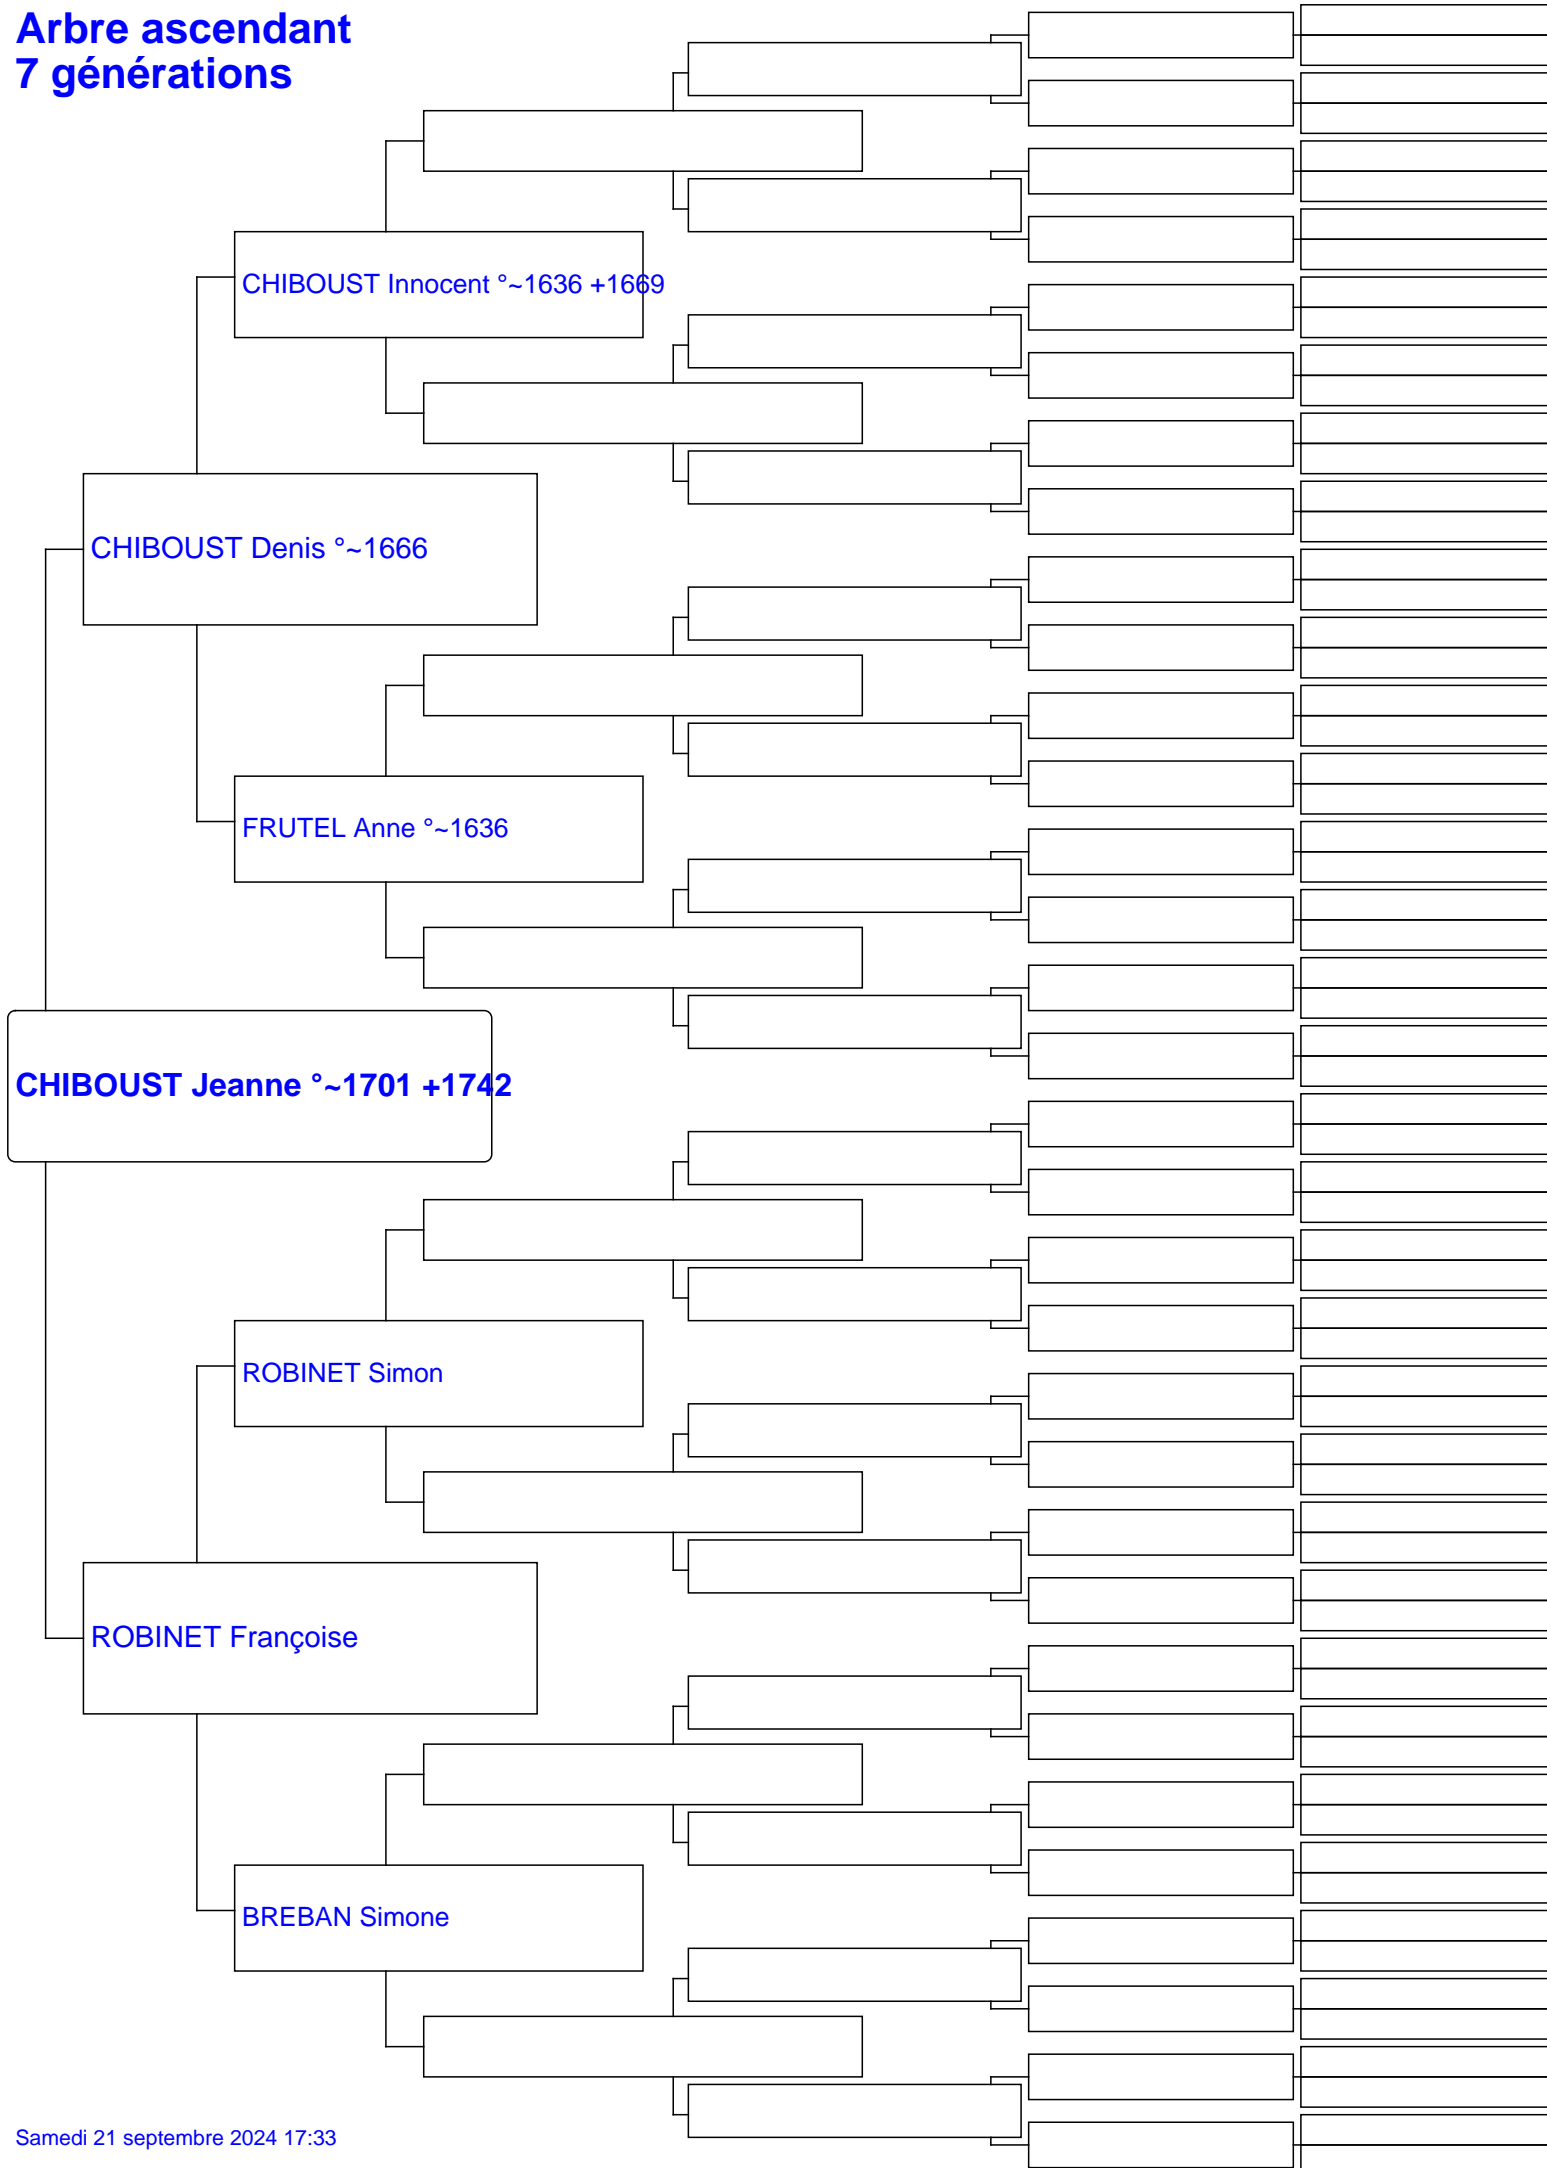 Arbre ascendant
7 générations
CHIBOUST Innocent °~1636 +1669
CHIBOUST Denis °~1666
FRUTEL Anne °~1636
CHIBOUST Jeanne °~1701 +1742
ROBINET Simon
ROBINET Françoise
BREBAN Simone
Samedi 21 septembre 2024 17:33